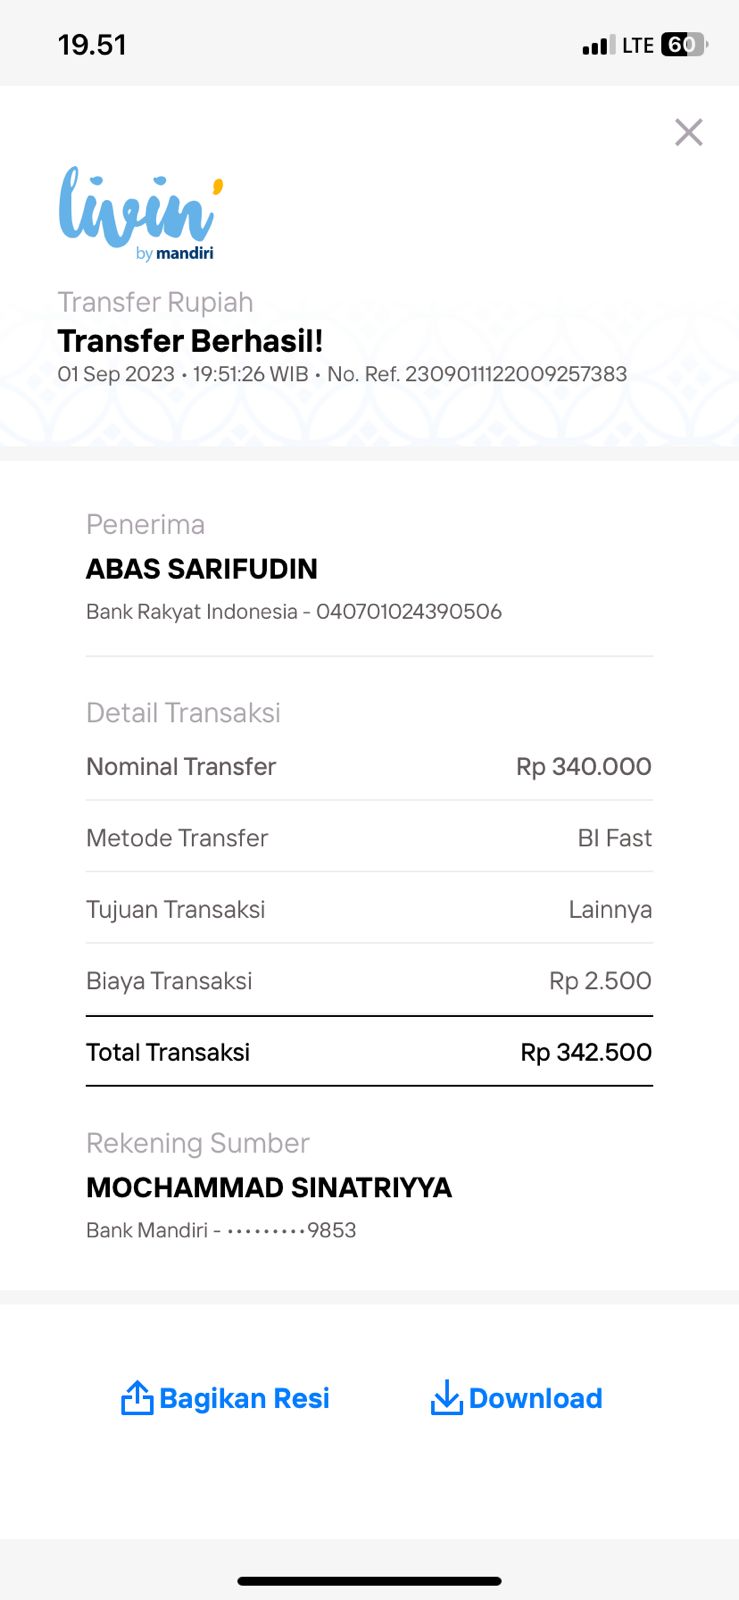 19.51
LTE 60
livin'
by mandiri
Transfer Rupiah
Transfer Berhasil!
01 Sep 2023 • 19:51:26 WIB • No. Ref. 2309011122009257383
Penerima
ABAS SARIFUDIN
Bank Rakyat Indonesia - 040701024390506
Detail Transaksi
Nominal Transfer Rp 340.000
Metode Transfer BI Fast
Tujuan Transaksi Lainnya
Biaya Transaksi Rp 2.500
Total Transaksi Rp 342.500
Rekening Sumber
MOCHAMMAD SINATRIYYA
Bank Mandiri - •••••••••9853
Bagikan Resi Download